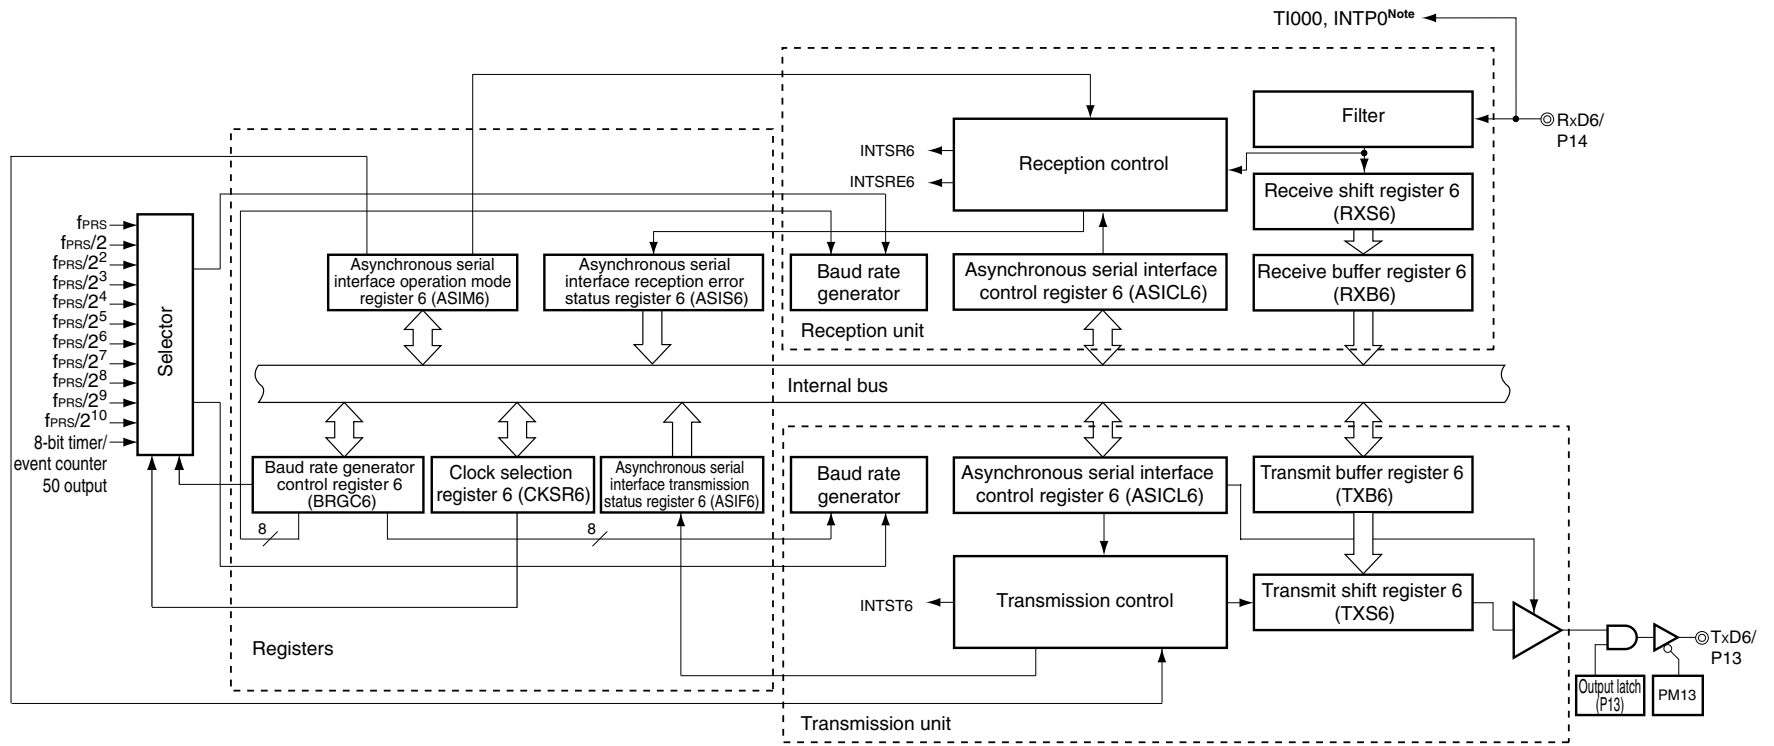 TI000, INTP0Note
Filter
RxD6/
P14
Reception control
INTSR6
INTSRE6
Receive shift register 6
(RXS6)
fPRS
fPRS/2
fPRS/2²
fPRS/2³
fPRS/2⁴
fPRS/2⁵
fPRS/2⁶
fPRS/2⁷
fPRS/2⁸
fPRS/2⁹
fPRS/2¹⁰
8-bit timer/
event counter
50 output
Selector
Asynchronous serial
interface operation mode
register 6 (ASIM6)
Asynchronous serial
interface reception error
status register 6 (ASIS6)
Baud rate
generator
Asynchronous serial interface
control register 6 (ASICL6)
Receive buffer register 6
(RXB6)
Reception unit
Internal bus
Baud rate generator
control register 6
(BRGC6)
Clock selection
register 6 (CKSR6)
Asynchronous serial
interface transmission
status register 6 (ASIF6)
Baud rate
generator
Asynchronous serial interface
control register 6 (ASICL6)
Transmit buffer register 6
(TXB6)
8
8
INTST6
Transmission control
Transmit shift register 6
(TXS6)
Registers
TxD6/
P13
Output latch
(P13)
PM13
Transmission unit